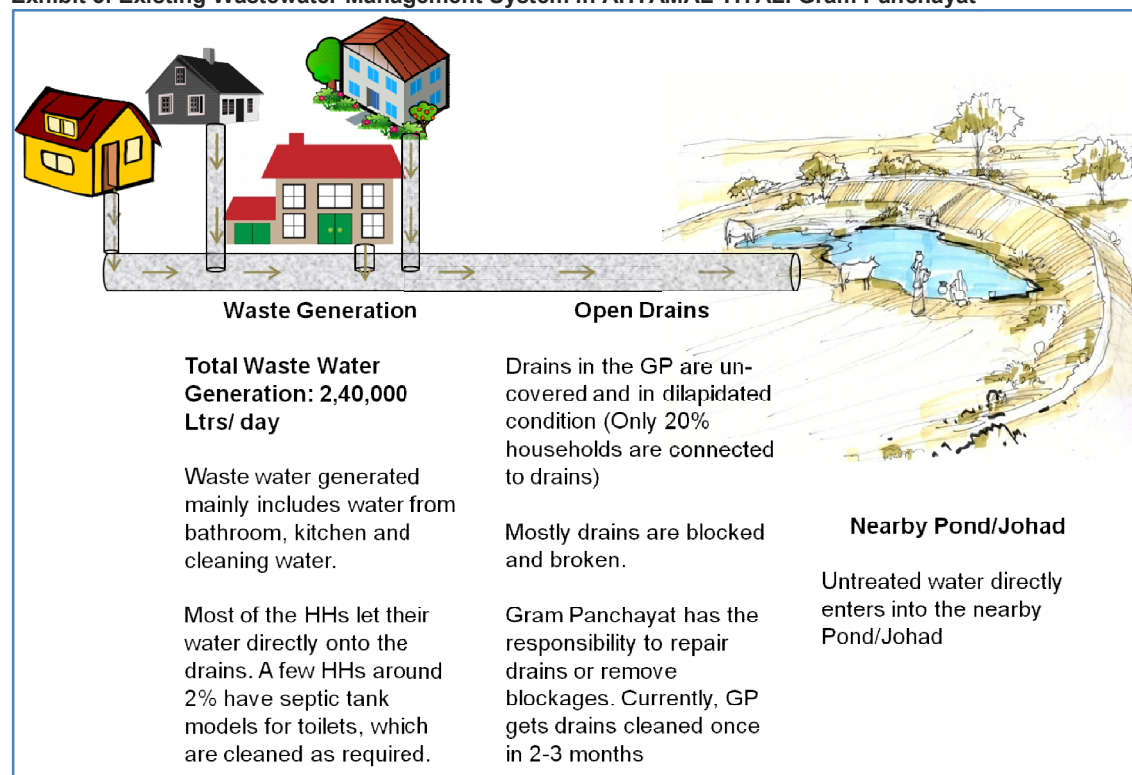 Waste Generation
Total Waste Water
Generation: 2,40,000
Ltrs/ day
Waste water generated
mainly includes water from
bathroom, kitchen and
cleaning water.
Most of the HHs let their
water directly onto the
drains. A few HHs around
2% have septic tank
models for toilets, which
are cleaned as required.
Open Drains
Drains in the GP are un-
covered and in dilapidated
condition (Only 20%
households are connected
to drains)
Mostly drains are blocked
and broken.
Gram Panchayat has the
responsibility to repair
drains or remove
blockages. Currently, GP
gets drains cleaned once
in 2-3 months
Nearby Pond/Johad
Untreated water directly
enters into the nearby
Pond/Johad